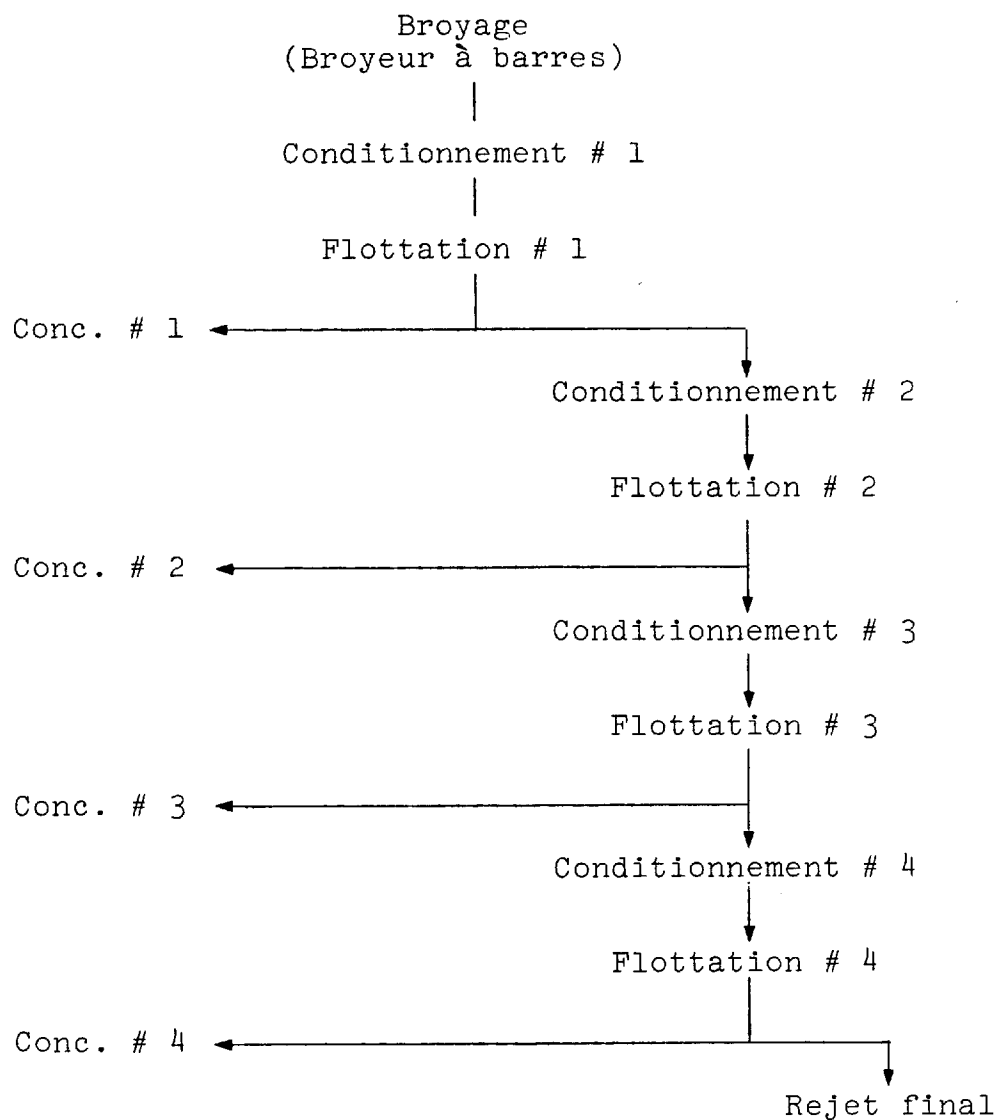 Broyage
(Broyeur à barres)
Conditionnement # 1
Flottation # 1
Conc. # 1
Conditionnement # 2
Flottation # 2
Conc. # 2
Conditionnement # 3
Flottation # 3
Conc. # 3
Conditionnement # 4
Flottation # 4
Conc. # 4
Rejet final